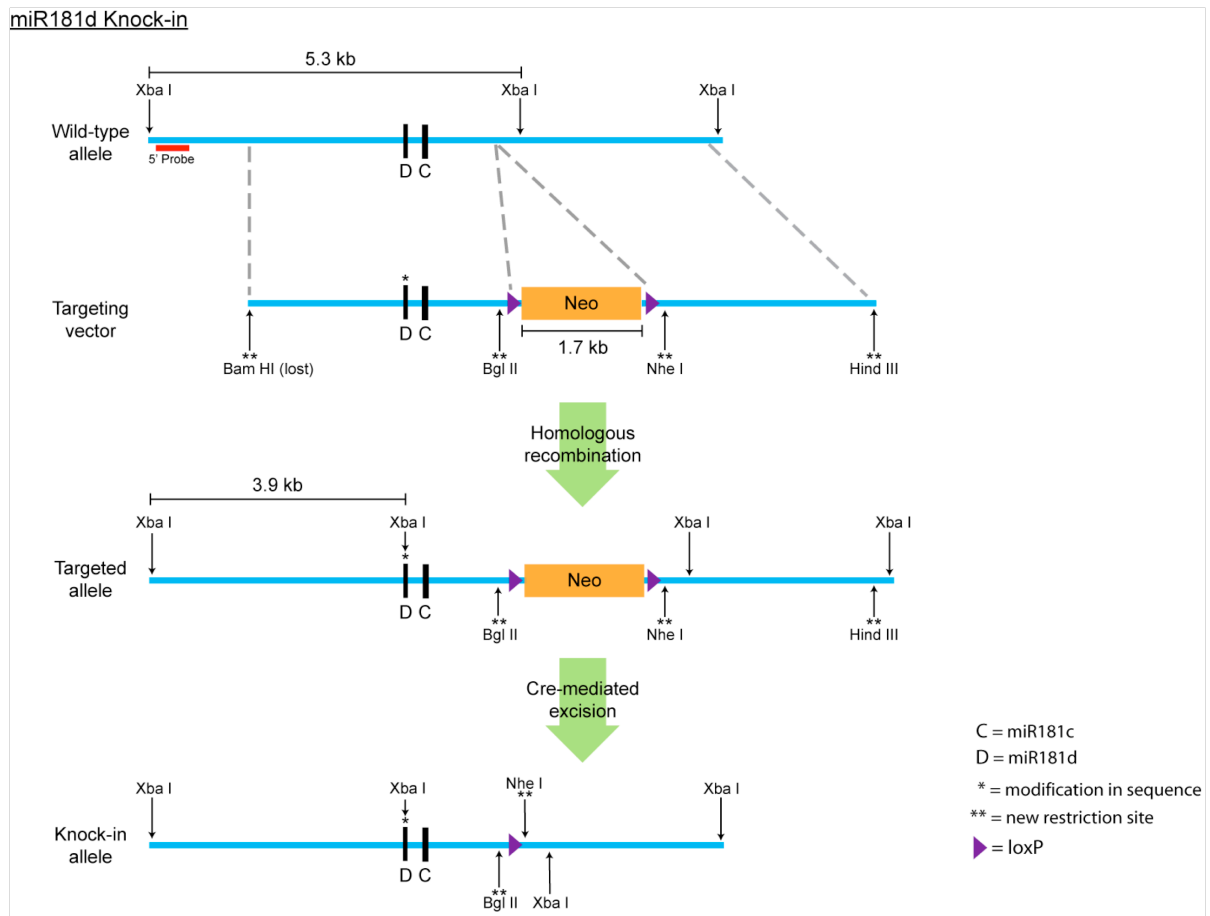 miR181d Knock-in
5.3 kb
Xba I
Xba I
Xba I
Wild-type
allele
5' Probe
D
C
*
Targeting
vector
Neo
D
C
1.7 kb
**
Bam HI (lost)
**
Bgl II
**
Nhe I
**
Hind III
Homologous
recombination
3.9 kb
Xba I
Xba I
Xba I
Xba I
*
Targeted
allele
Neo
D
C
**
Bgl II
**
Nhe I
**
Hind III
Cre-mediated
excision
Xba I
Xba I
Nhe I
Xba I
*
**
Knock-in
allele
D
C
**
Bgl II
Xba I
C = miR181c
D = miR181d
* = modification in sequence
** = new restriction site
= loxP